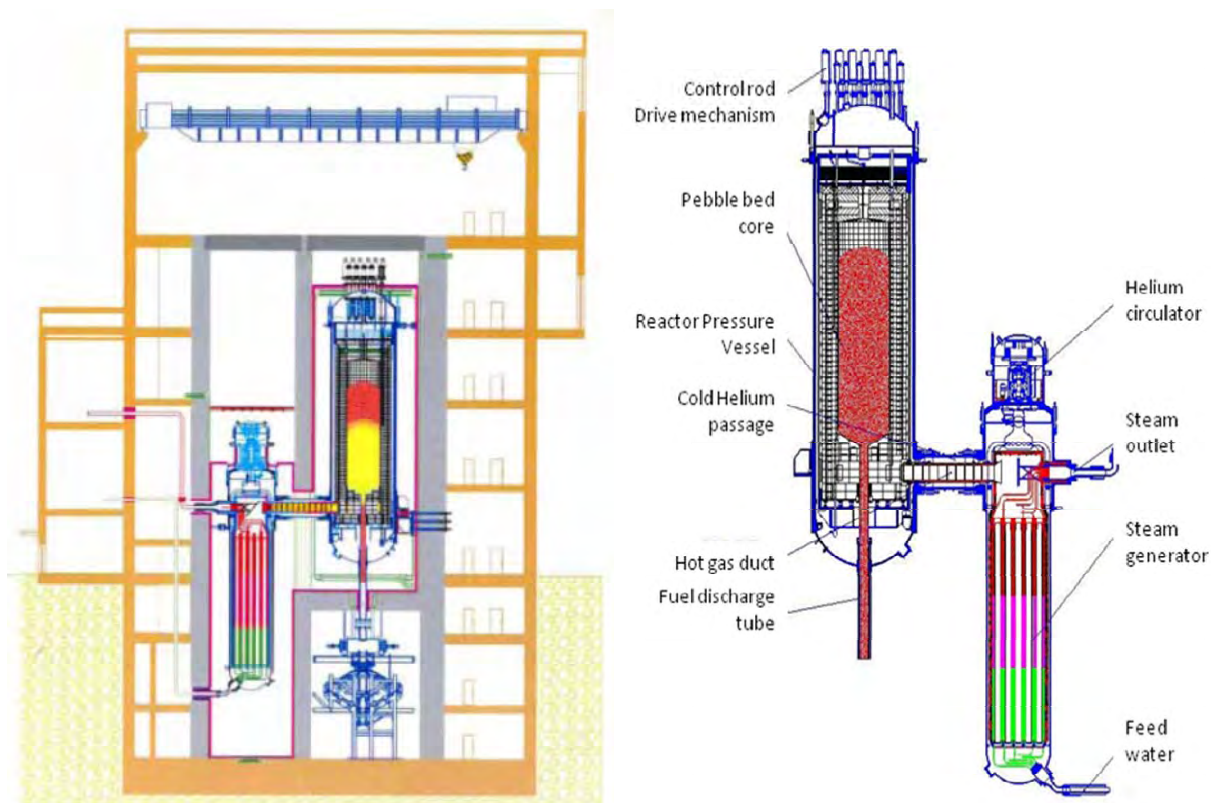 Control rod
Drive mechanism
Pebble bed
core
Reactor Pressure
Vessel
Cold Helium
passage
Hot gas duct
Fuel discharge
tube
Helium
circulator
Steam
outlet
Steam
generator
Feed
water